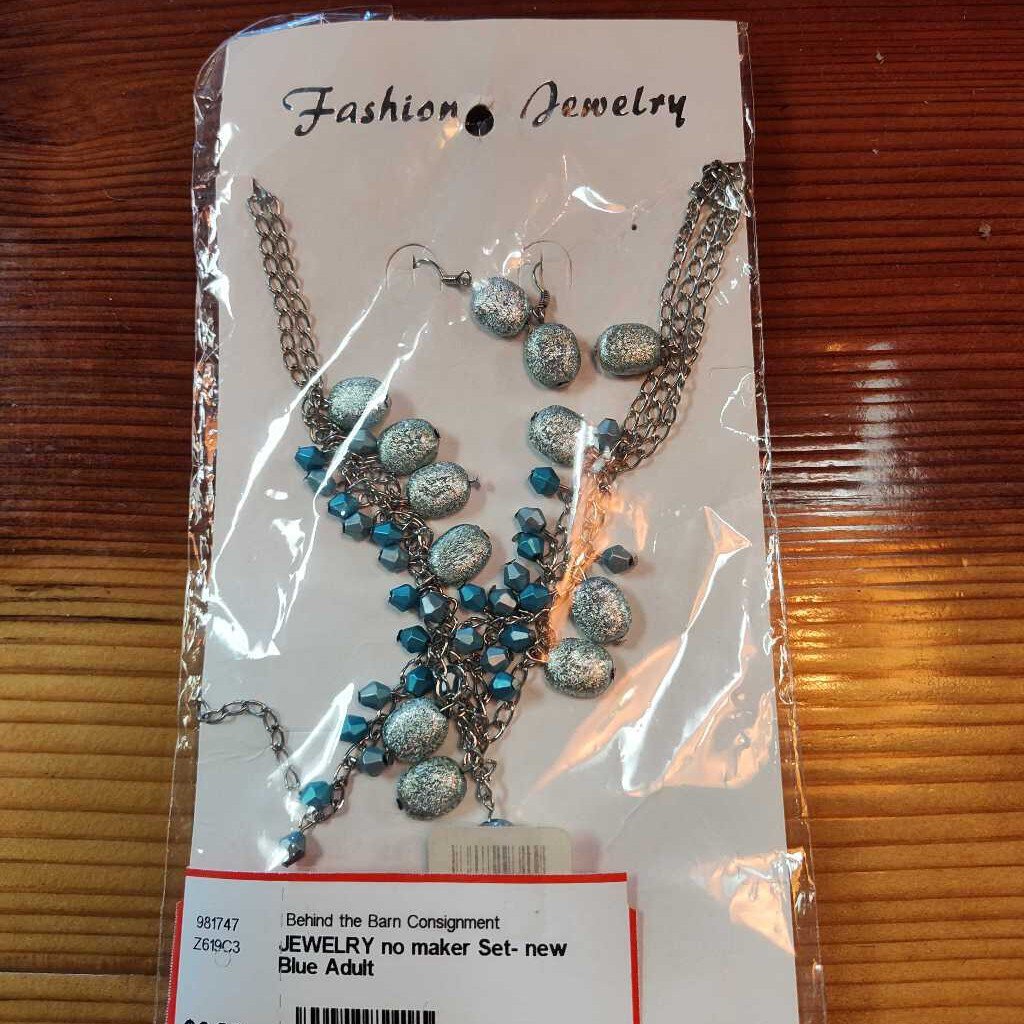 Fashion Jewelry
981747
Z619C3
Behind the Barn Consignment
JEWELRY no maker Set- new
Blue Adult